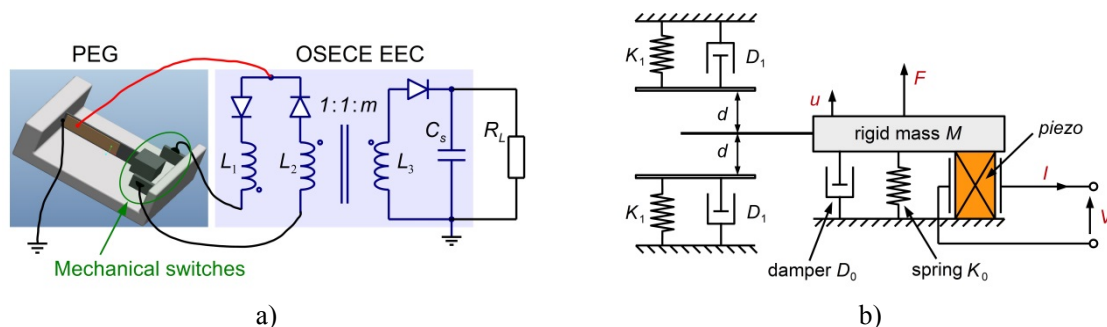 PEG
OSECE EEC
1:1:m
L1
L2
L3
Cs
RL
Mechanical switches
a)
K1
D1
d
d
K1
D1
u
F
rigid mass M
piezo
I
V
damper D0
spring K0
b)